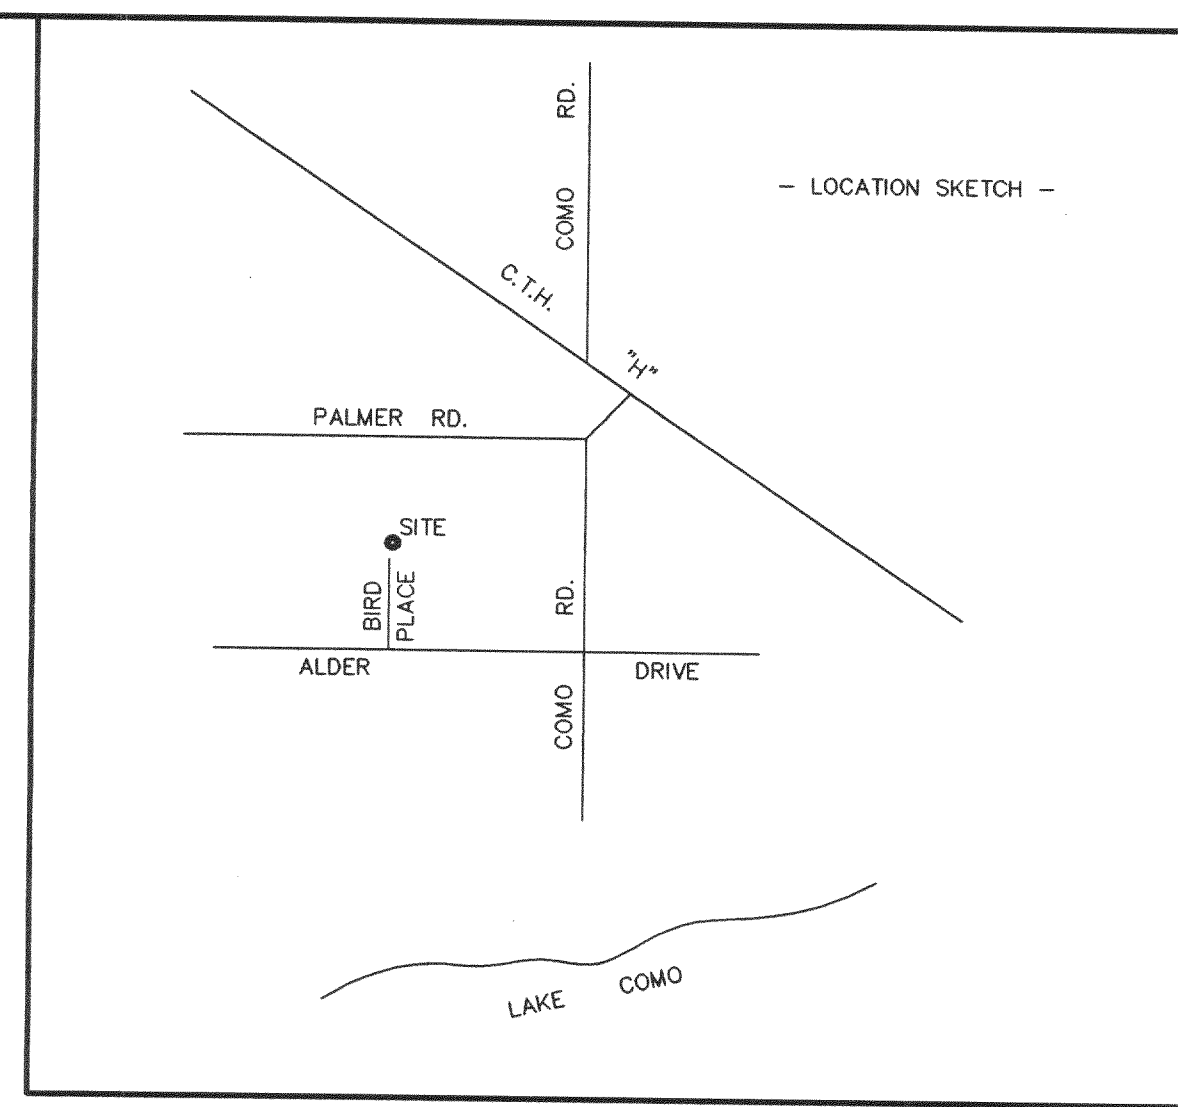 COMO RD.
- LOCATION SKETCH -
C.T.H. "H"
PALMER RD.
SITE
BIRD
PLACE
COMO RD.
ALDER DRIVE
LAKE COMO